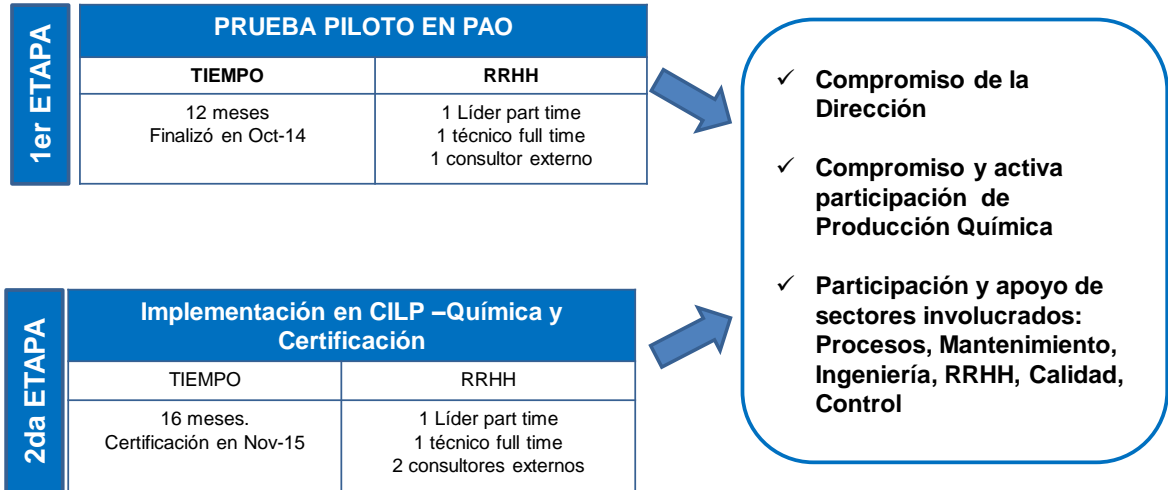 1er ETAPA
PRUEBA PILOTO EN PAO
TIEMPO
RRHH
12 meses
Finalizó en Oct-14
1 Líder part time
1 técnico full time
1 consultor externo
2da ETAPA
Implementación en CILP –Química y
Certificación
TIEMPO
RRHH
16 meses.
Certificación en Nov-15
1 Líder part time
1 técnico full time
2 consultores externos
✓ Compromiso de la
Dirección
✓ Compromiso y activa
participación de
Producción Química
✓ Participación y apoyo de
sectores involucrados:
Procesos, Mantenimiento,
Ingeniería, RRHH, Calidad,
Control